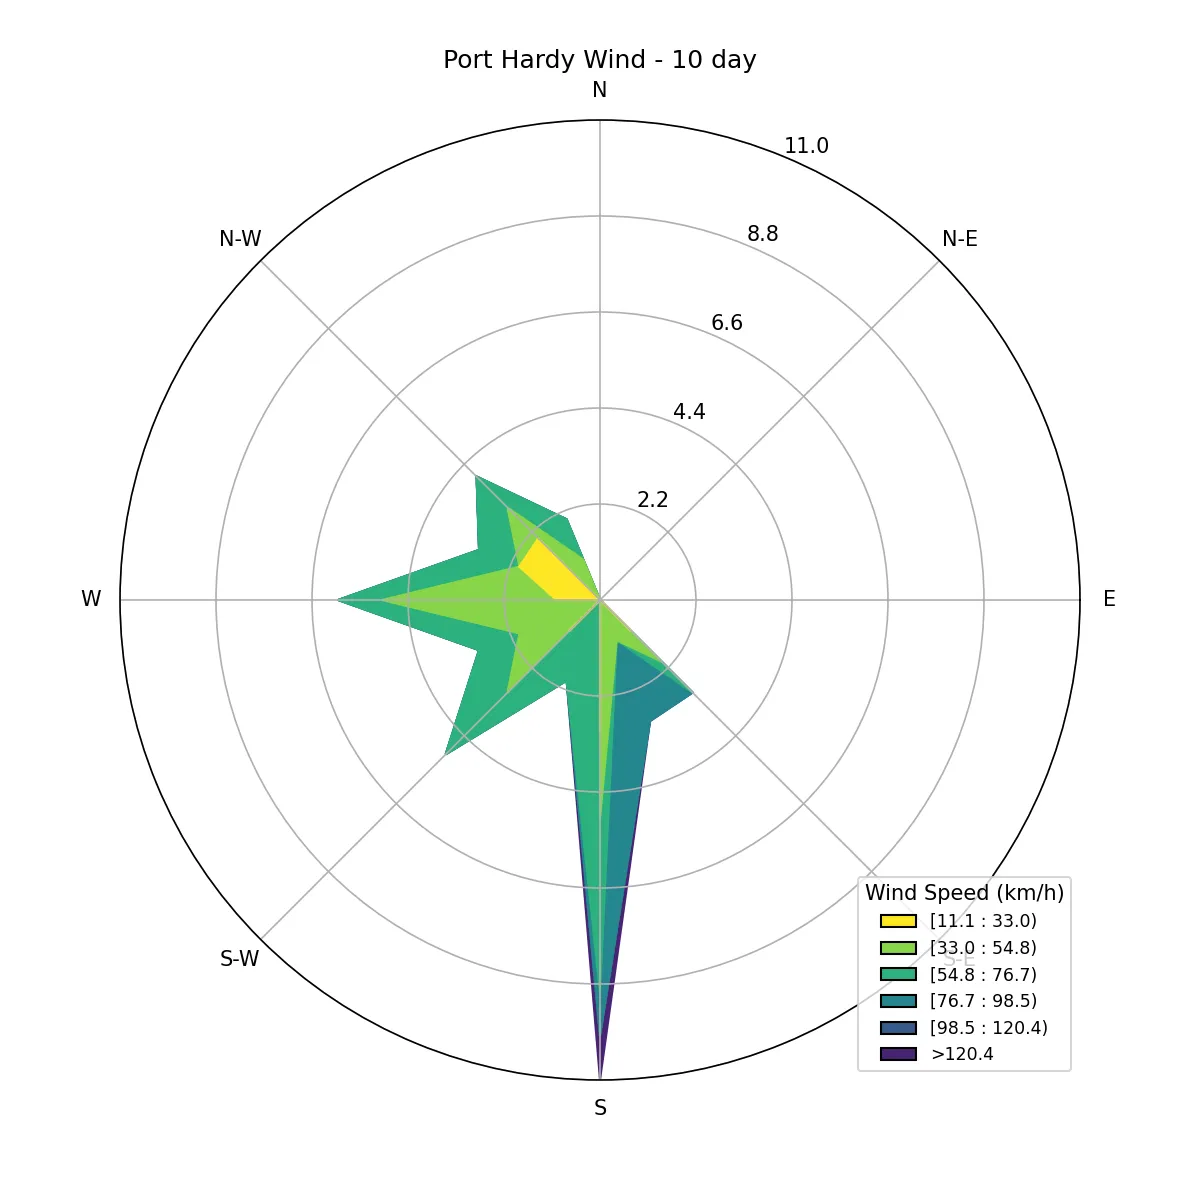 Port Hardy Wind - 10 day
N
11.0
8.8
N-W
N-E
6.6
4.4
2.2
W
E
Wind Speed (km/h)
[11.1 : 33.0)
[33.0 : 54.8)
S-W
S-E
[54.8 : 76.7)
[76.7 : 98.5)
[98.5 : 120.4)
>120.4
S